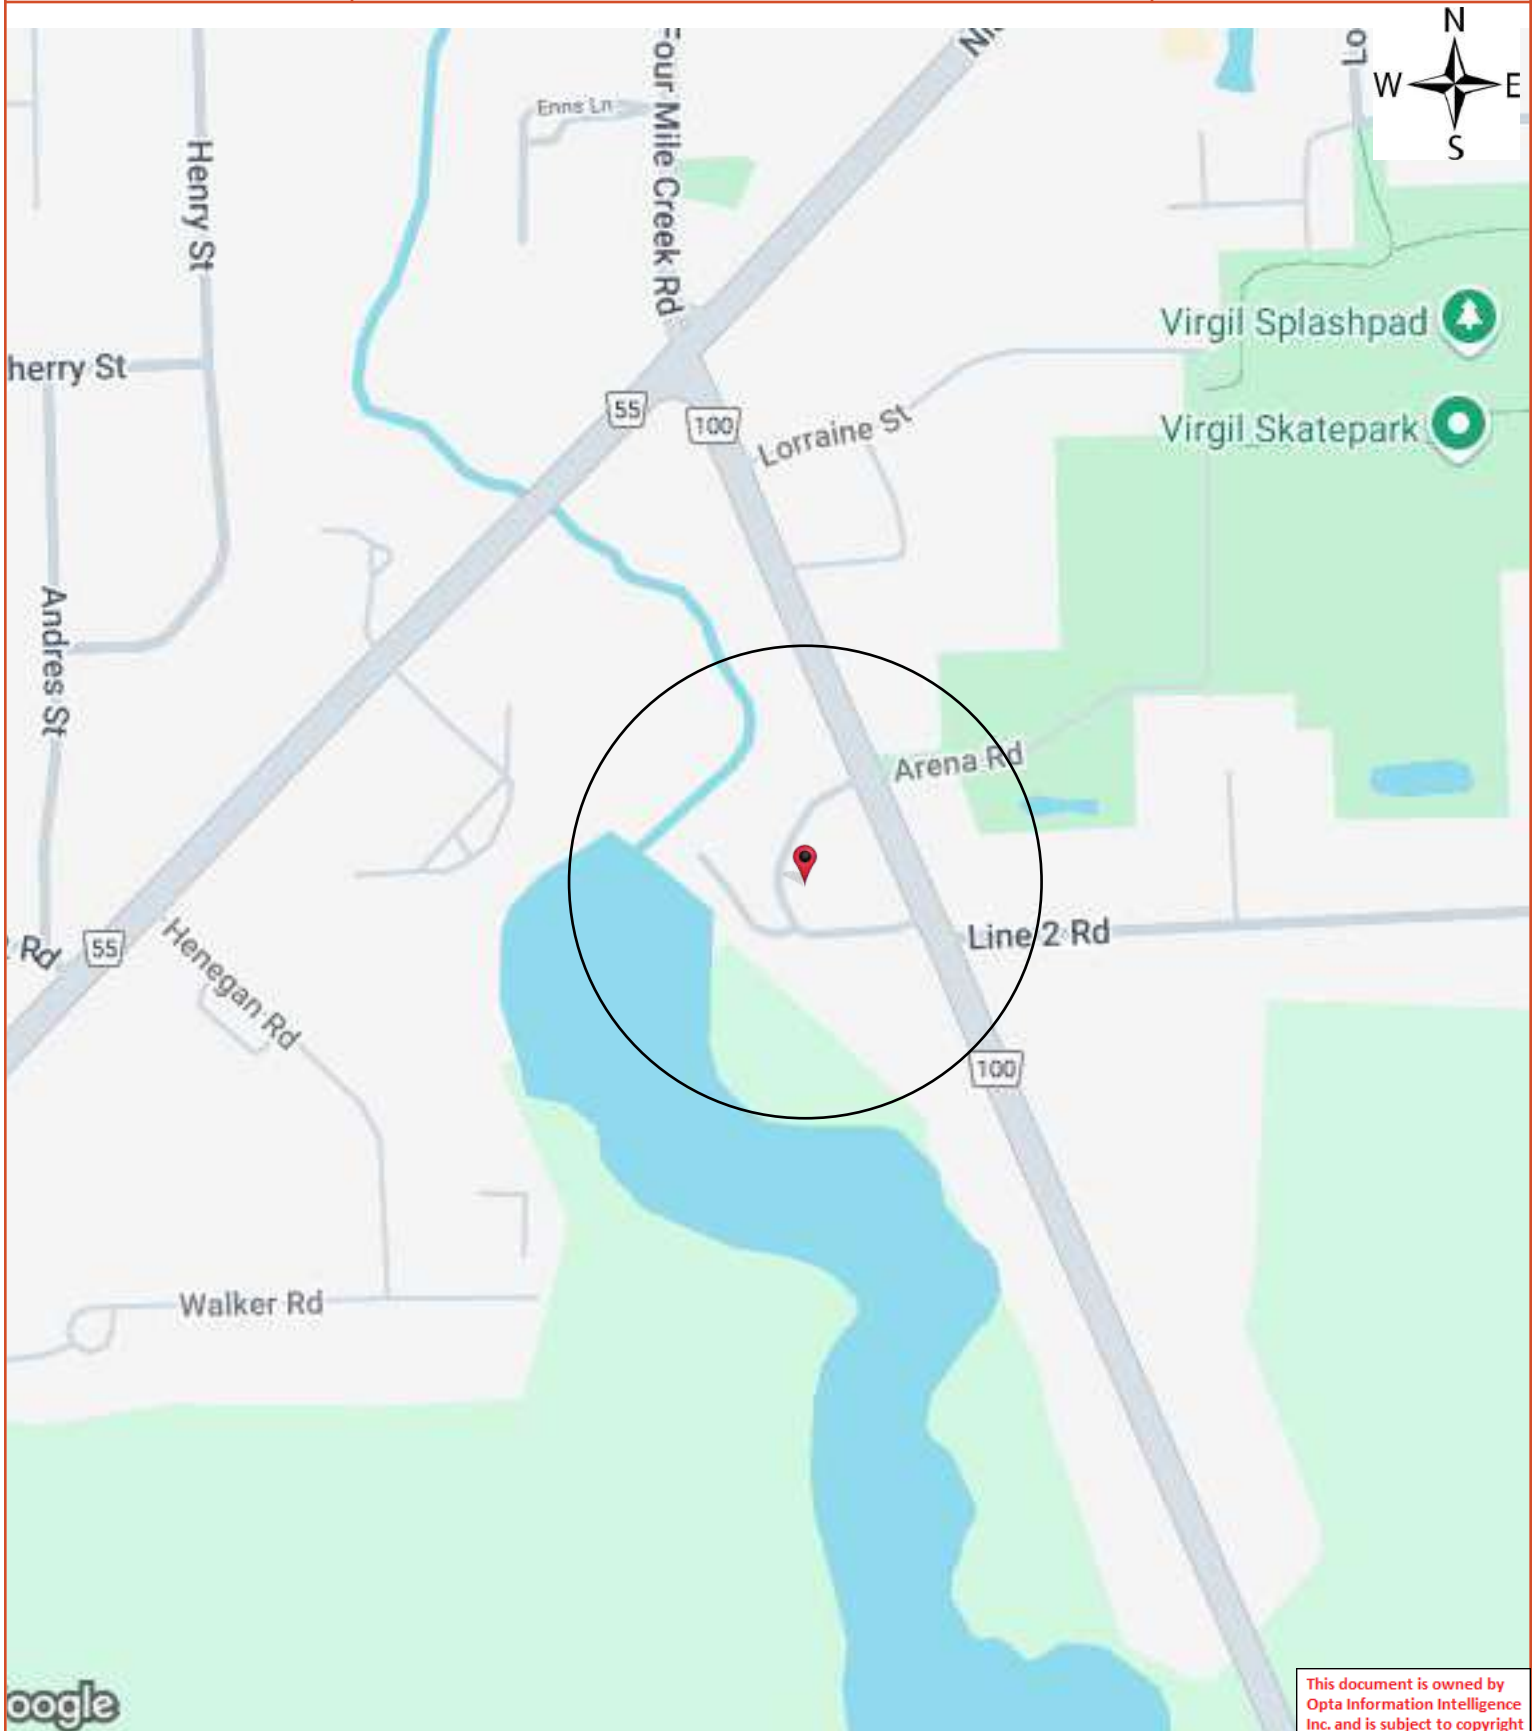 N
W E
S
Four Mile Creek Rd
Enns Ln
Henry St
Virgil Splashpad
herry St
55
100
Lorraine St
Virgil Skatepark
Andres St
Arena Rd
Line 2 Rd
Rd
55
Henegan Rd
100
Walker Rd
oogle
This document is owned by
Opta Information Intelligence
Inc. and is subject to copyright